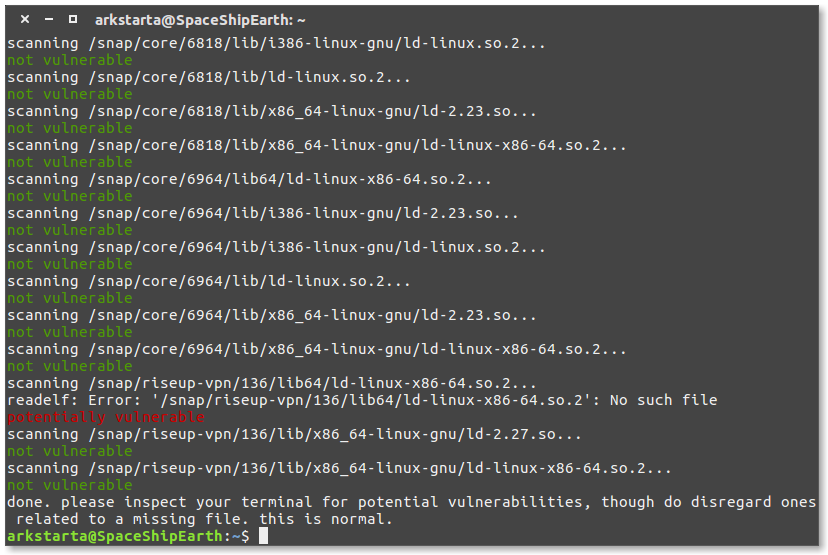 arkstarta@SpaceShipEarth: ~
scanning /snap/core/6818/lib/i386-linux-gnu/ld-linux.so.2...
not vulnerable
scanning /snap/core/6818/lib/ld-linux.so.2...
not vulnerable
scanning /snap/core/6818/lib/x86_64-linux-gnu/ld-2.23.so...
not vulnerable
scanning /snap/core/6818/lib/x86_64-linux-gnu/ld-linux-x86-64.so.2...
not vulnerable
scanning /snap/core/6964/lib64/ld-linux-x86-64.so.2...
not vulnerable
scanning /snap/core/6964/lib/i386-linux-gnu/ld-2.23.so...
not vulnerable
scanning /snap/core/6964/lib/i386-linux-gnu/ld-linux.so.2...
not vulnerable
scanning /snap/core/6964/lib/ld-linux.so.2...
not vulnerable
scanning /snap/core/6964/lib/x86_64-linux-gnu/ld-2.23.so...
not vulnerable
scanning /snap/core/6964/lib/x86_64-linux-gnu/ld-linux-x86-64.so.2...
not vulnerable
scanning /snap/riseup-vpn/136/lib64/ld-linux-x86-64.so.2...
readelf: Error: '/snap/riseup-vpn/136/lib64/ld-linux-x86-64.so.2': No such file
potentially vulnerable
scanning /snap/riseup-vpn/136/lib/x86_64-linux-gnu/ld-2.27.so...
not vulnerable
scanning /snap/riseup-vpn/136/lib/x86_64-linux-gnu/ld-linux-x86-64.so.2...
not vulnerable
done. please inspect your terminal for potential vulnerabilities, though do disregard ones
 related to a missing file. this is normal.
arkstarta@SpaceShipEarth:~$